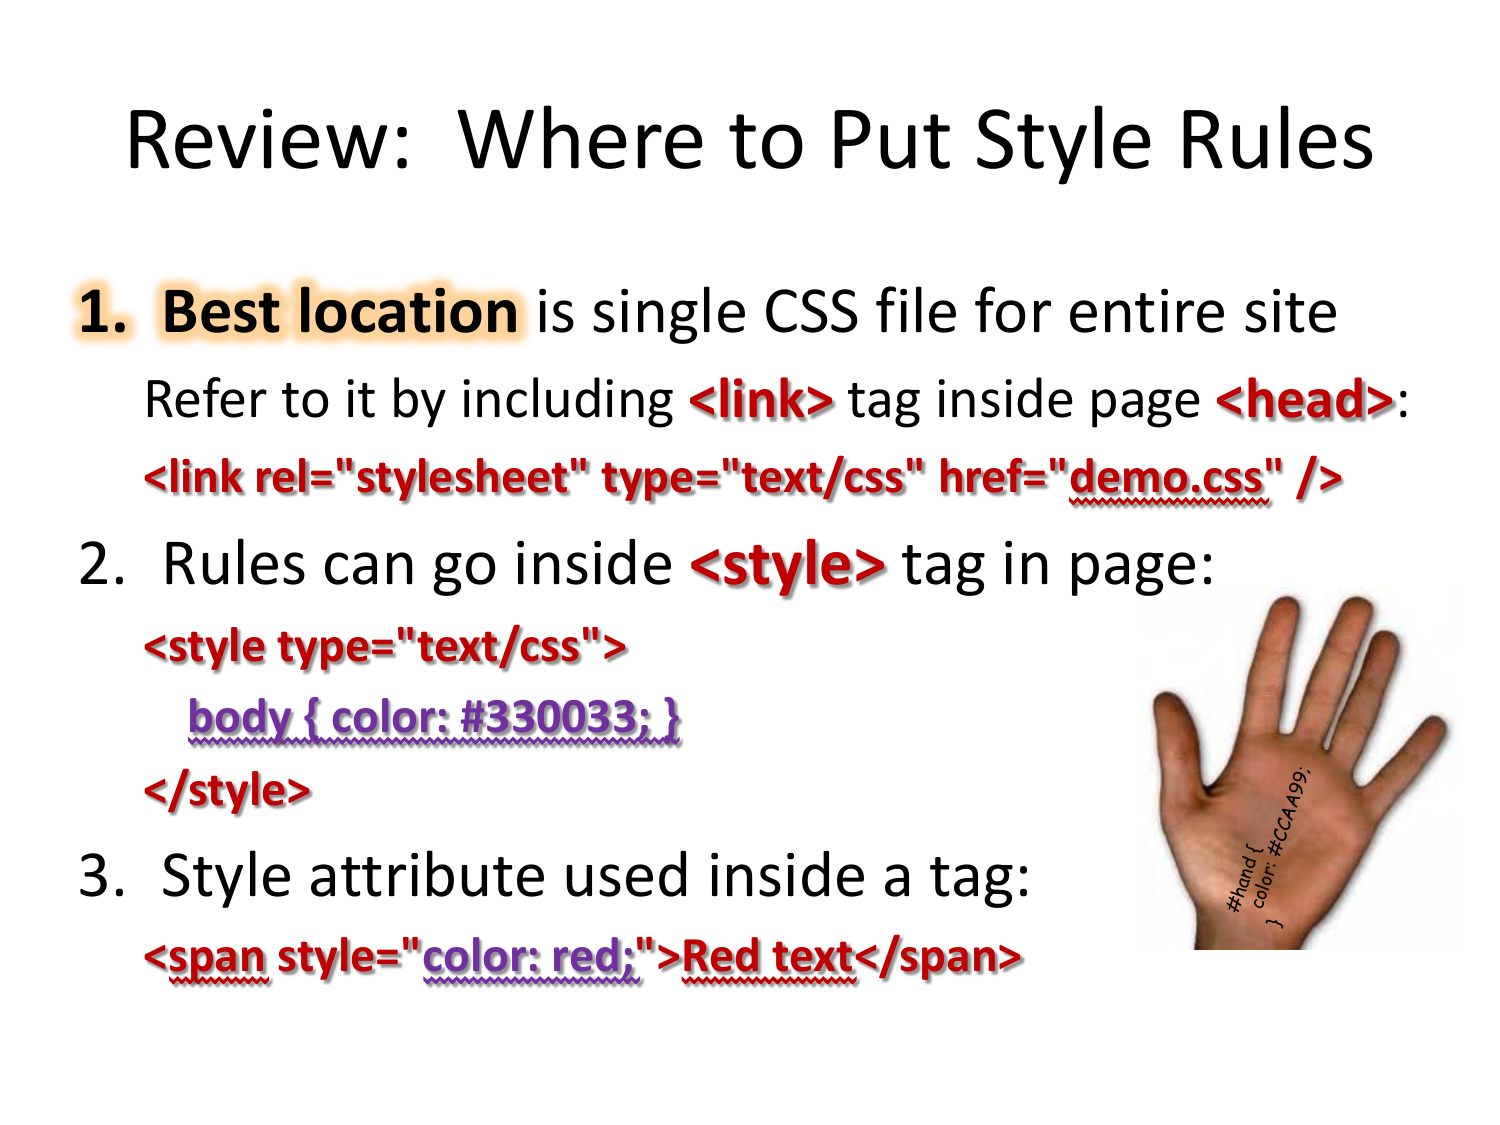 Review: Where to Put Style Rules
1. Best location is single CSS file for entire site
Refer to it by including <link> tag inside page <head>:
<link rel="stylesheet" type="text/css" href="demo.css" />
2. Rules can go inside <style> tag in page:
<style type="text/css">
body { color: #330033; }
</style>
3. Style attribute used inside a tag:
<span style="color: red;">Red text</span>
#hand {
color: #CCAA99;
}